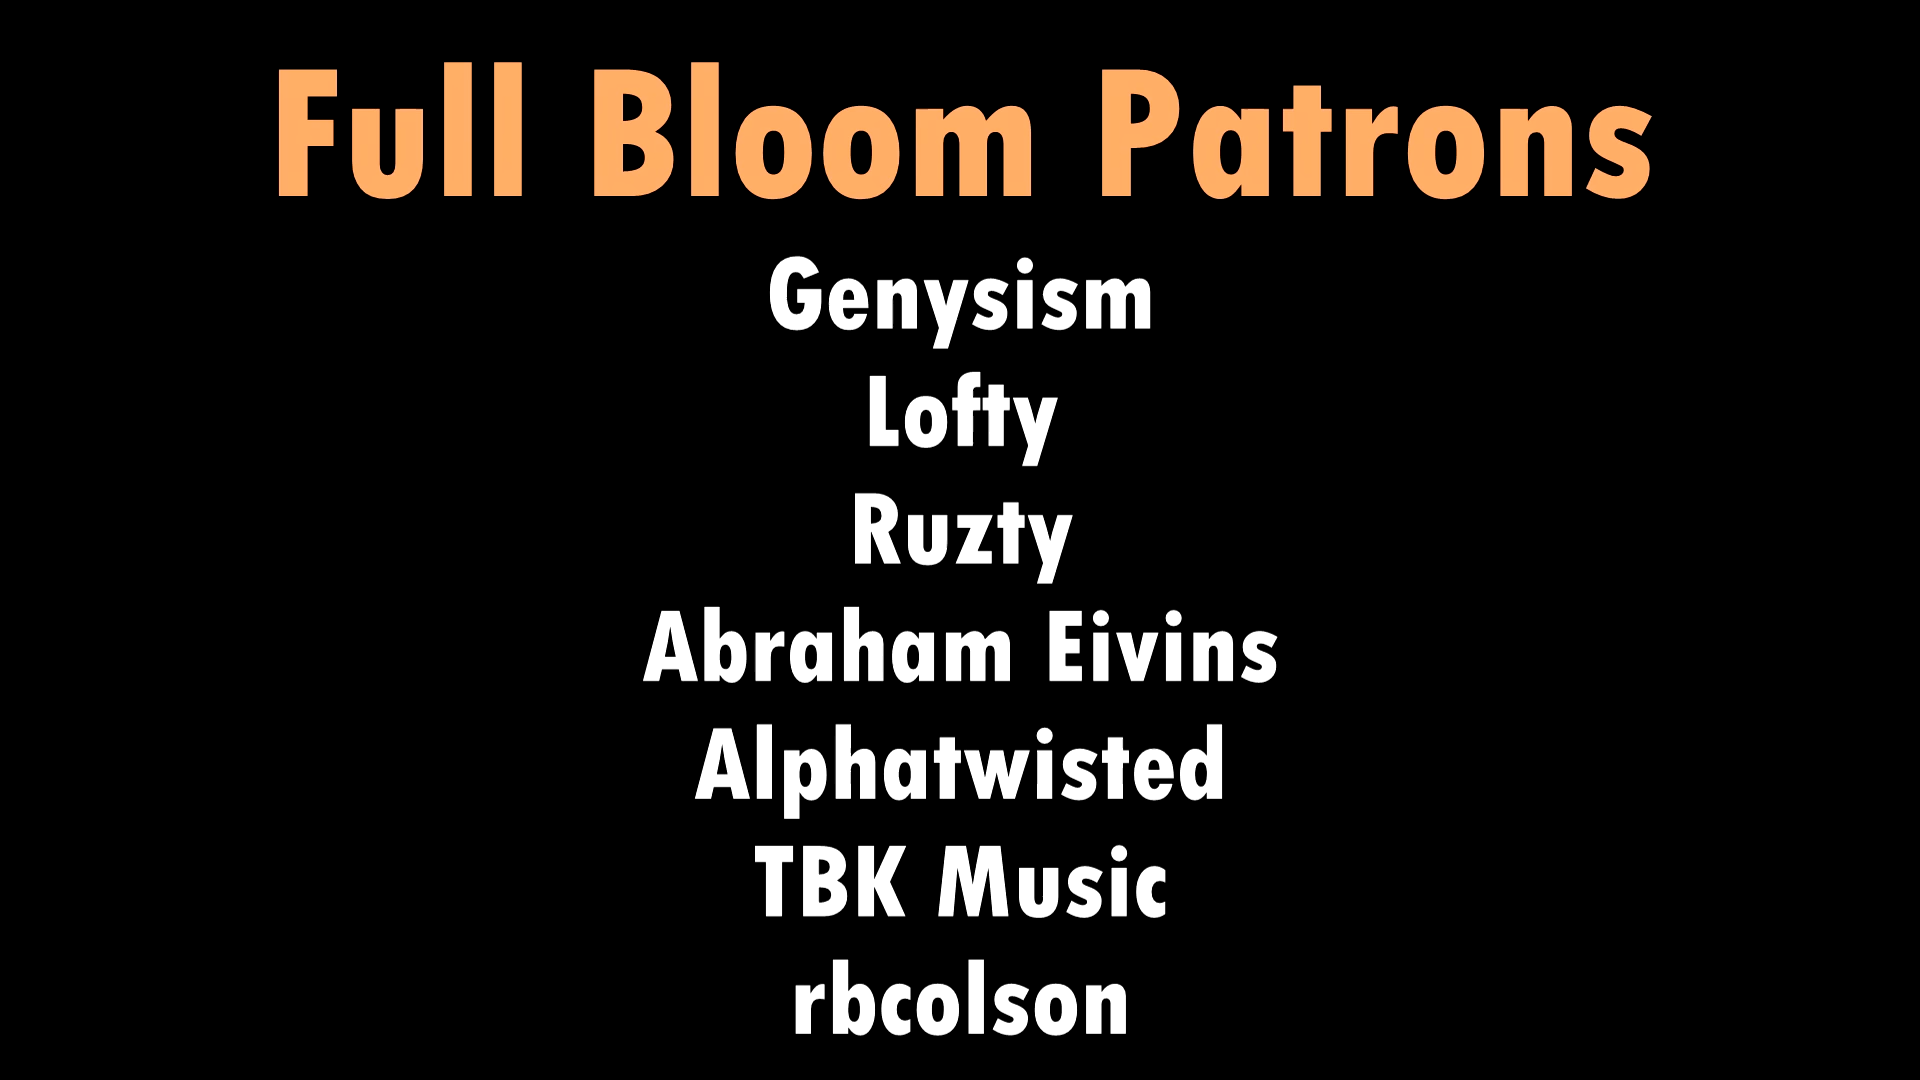 Full Bloom Patrons
Genysism
Lofty
Ruzty
Abraham Eivins
Alphatwisted
TBK Music
rbcolson